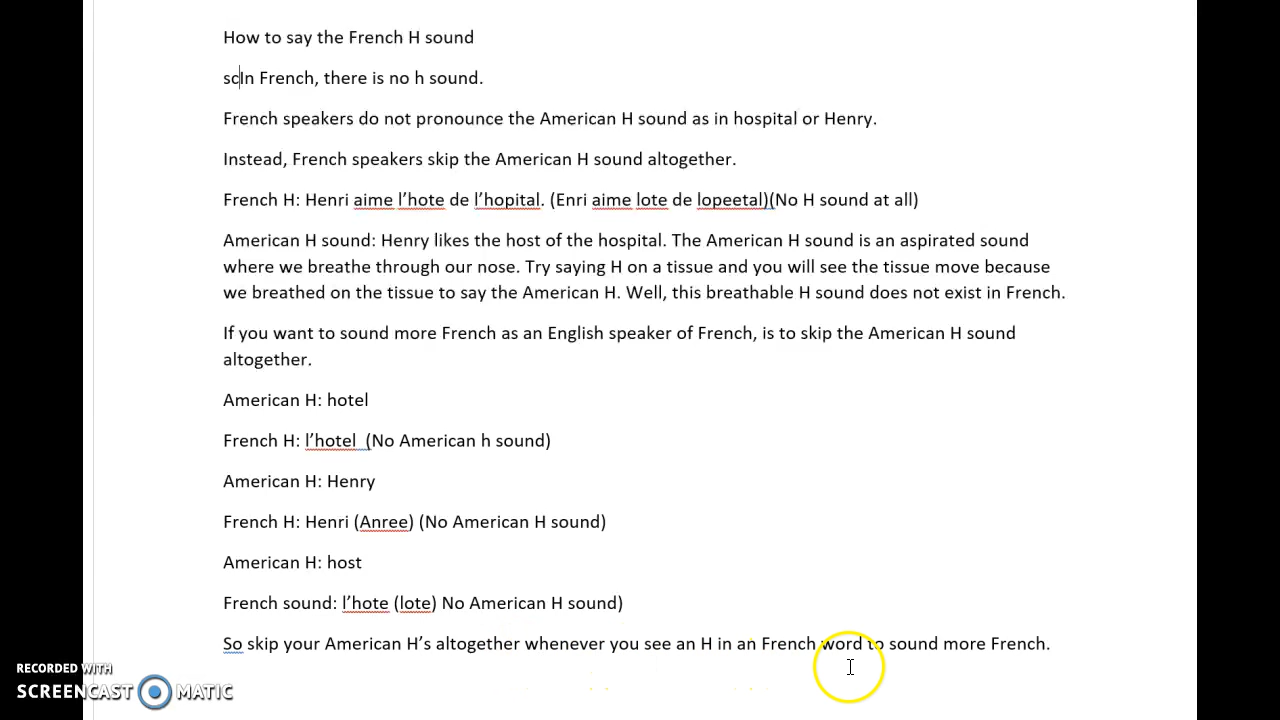 How to say the French H sound
scIn French, there is no h sound.
French speakers do not pronounce the American H sound as in hospital or Henry.
Instead, French speakers skip the American H sound altogether.
French H: Henri aime l’hote de l’hopital. (Enri aime lote de lopeetal)(No H sound at all)
American H sound: Henry likes the host of the hospital. The American H sound is an aspirated sound
where we breathe through our nose. Try saying H on a tissue and you will see the tissue move because
we breathed on the tissue to say the American H. Well, this breathable H sound does not exist in French.
If you want to sound more French as an English speaker of French, is to skip the American H sound
altogether.
American H: hotel
French H: l’hotel (No American h sound)
American H: Henry
French H: Henri (Anree) (No American H sound)
American H: host
French sound: l’hote (lote) No American H sound)
So skip your American H’s altogether whenever you see an H in an French word to sound more French.
RECORDED WITH
SCREENCAST MATIC